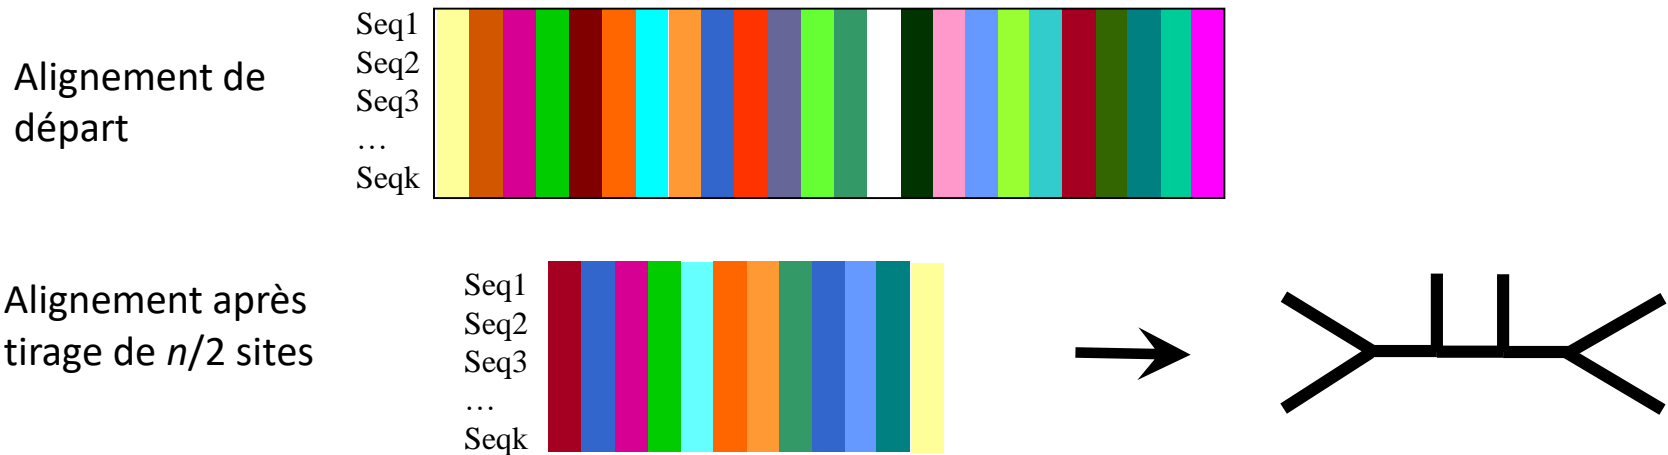 Alignement de
départ
Seq1
Seq2
Seq3
…
Seqk
Alignement après
tirage de n/2 sites
Seq1
Seq2
Seq3
…
Seqk